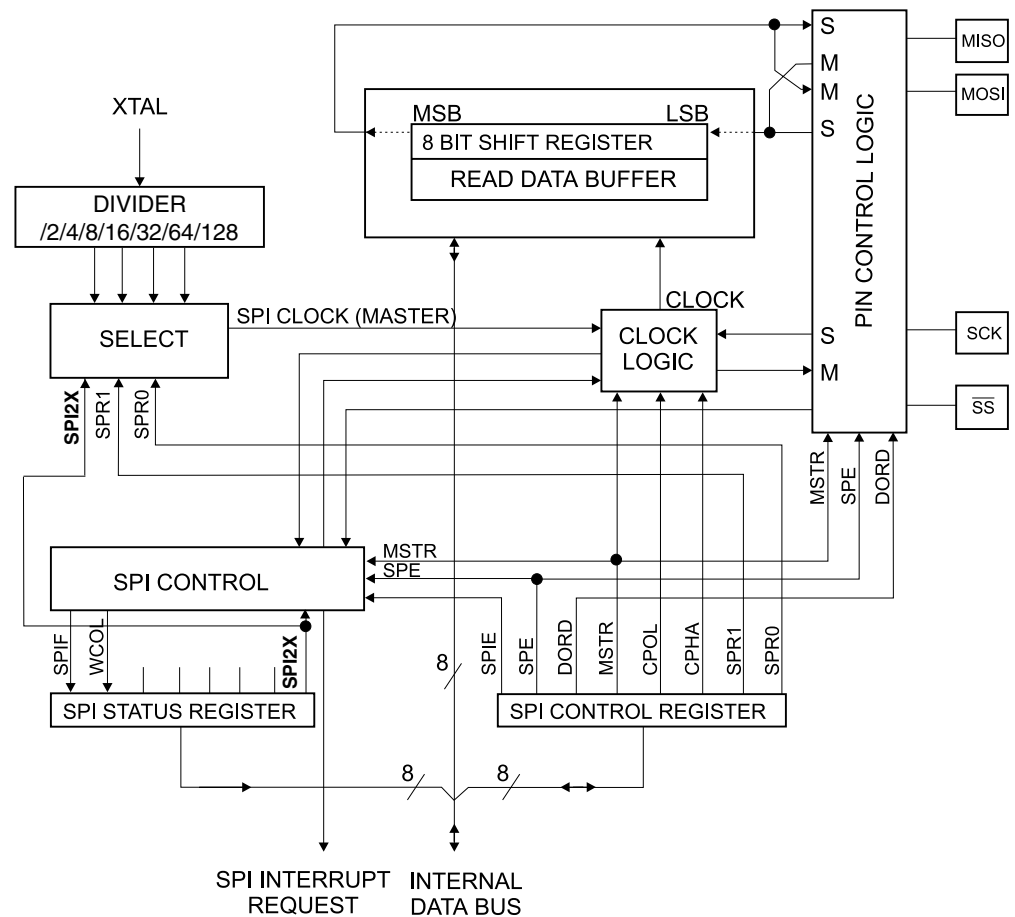 S
MISO
M
MSB
LSB
M
MOSI
XTAL
S
8 BIT SHIFT REGISTER
READ DATA BUFFER
PIN CONTROL LOGIC
DIVIDER
/2/4/8/16/32/64/128
CLOCK
SPI CLOCK (MASTER)
SELECT
CLOCK
LOGIC
S
SCK
M
SPI2X
SPR1
SPR0
SS
MSTR
SPE
DORD
MSTR
SPE
SPI CONTROL
SPIF
WCOL
SPI2X
8
SPIE
SPE
DORD
MSTR
CPOL
CPHA
SPR1
SPR0
SPI STATUS REGISTER
SPI CONTROL REGISTER
8
8
SPI INTERRUPT
REQUEST
INTERNAL
DATA BUS